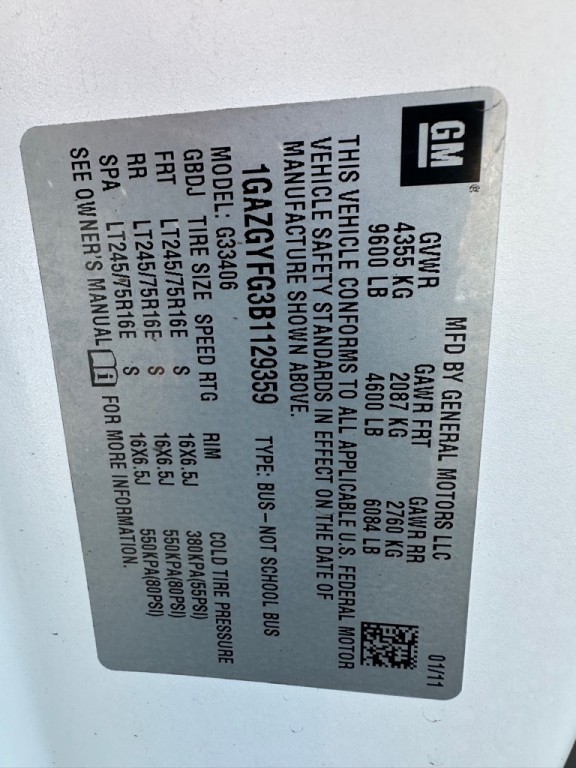 GM®
MFD BY GENERAL MOTORS LLC 01/11
GVWR GAWR FRT GAWR RR
4355 KG 2087 KG 2760 KG
9600 LB 4600 LB 6084 LB
THIS VEHICLE CONFORMS TO ALL APPLICABLE U.S. FEDERAL MOTOR
VEHICLE SAFETY STANDARDS IN EFFECT ON THE DATE OF
MANUFACTURE SHOWN ABOVE.
1GAZGYFG3B1129359 TYPE: BUS–NOT SCHOOL BUS
MODEL: G33406
GBDJ TIRE SIZE SPEED RTG RIM COLD TIRE PRESSURE
FRT LT245/75R16E S 16X6.5J 380KPA(55PSI)
RR LT245/75R16E S 16X6.5J 550KPA(80PSI)
SPA LT245/75R16E S 16X6.5J 550KPA(80PSI)
SEE OWNER'S MANUAL i FOR MORE INFORMATION.